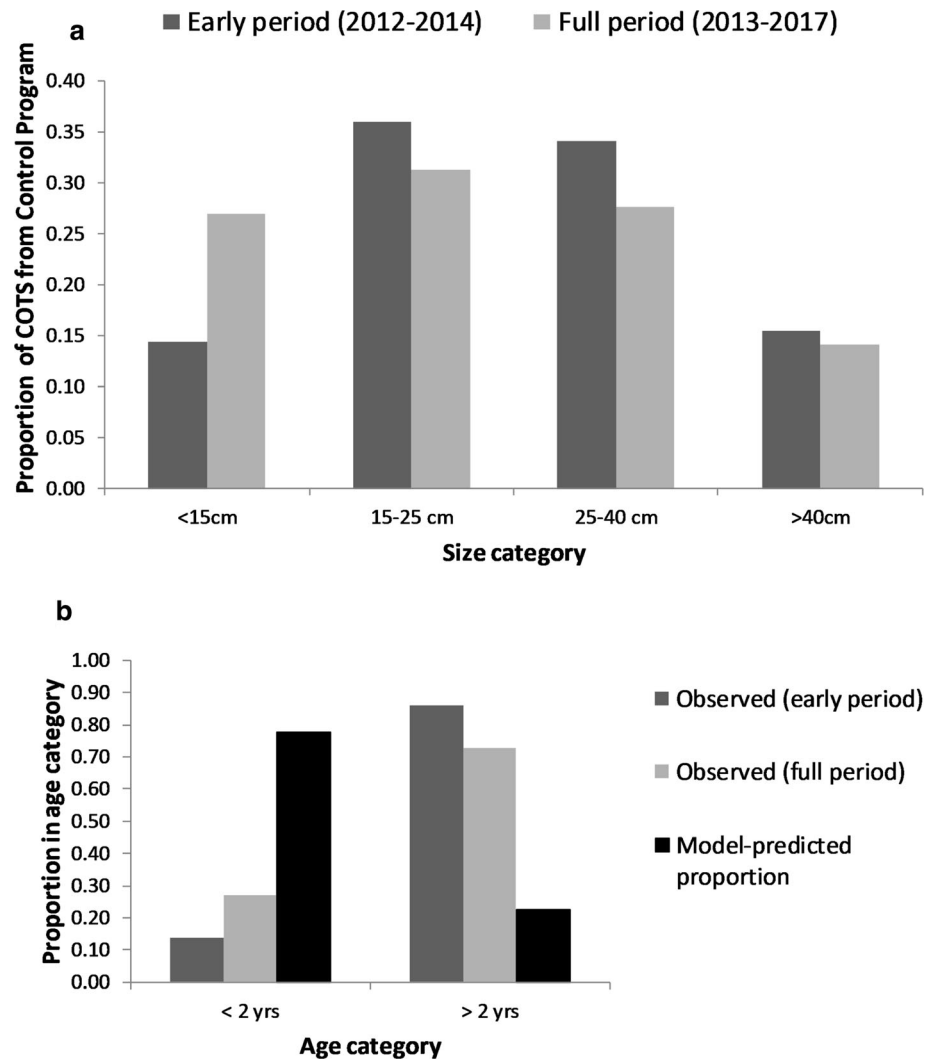 a
Early period (2012-2014) Full period (2013-2017)
Proportion of COTS from Control Program
0.40
0.35
0.30
0.25
0.20
0.15
0.10
0.05
0.00
<15cm 15-25 cm 25-40 cm >40cm
Size category
b
Proportion in age category
1.00
0.90
0.80
0.70
0.60
0.50
0.40
0.30
0.20
0.10
0.00
< 2 yrs > 2 yrs
Age category
Observed (early period)
Observed (full period)
Model-predicted
proportion